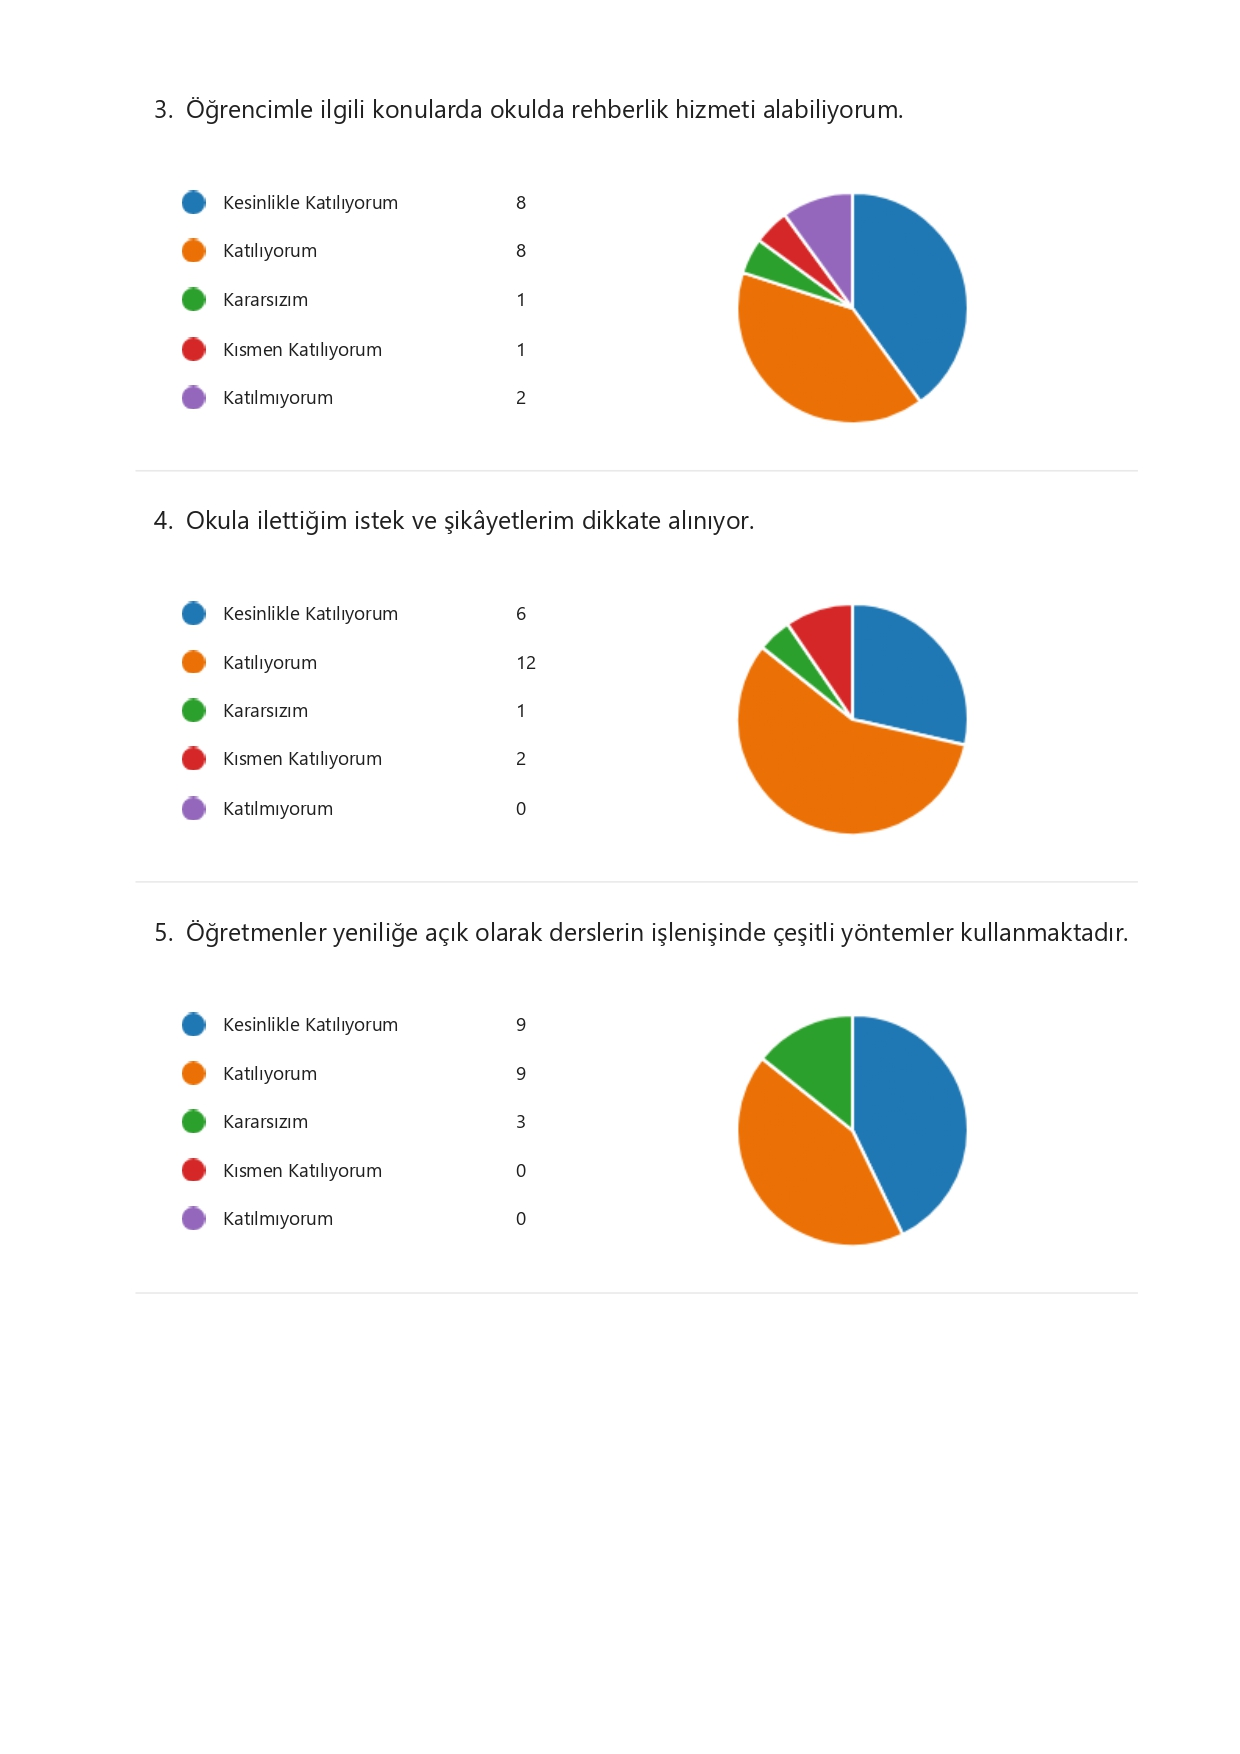 3. Öğrencimle ilgili konularda okulda rehberlik hizmeti alabiliyorum.
Kesinlikle Katılıyorum 8
Katılıyorum 8
Kararsızım 1
Kısmen Katılıyorum 1
Katılmıyorum 2
4. Okula ilettiğim istek ve şikâyetlerim dikkate alınıyor.
Kesinlikle Katılıyorum 6
Katılıyorum 12
Kararsızım 1
Kısmen Katılıyorum 2
Katılmıyorum 0
5. Öğretmenler yeniliğe açık olarak derslerin işlenişinde çeşitli yöntemler kullanmaktadır.
Kesinlikle Katılıyorum 9
Katılıyorum 9
Kararsızım 3
Kısmen Katılıyorum 0
Katılmıyorum 0